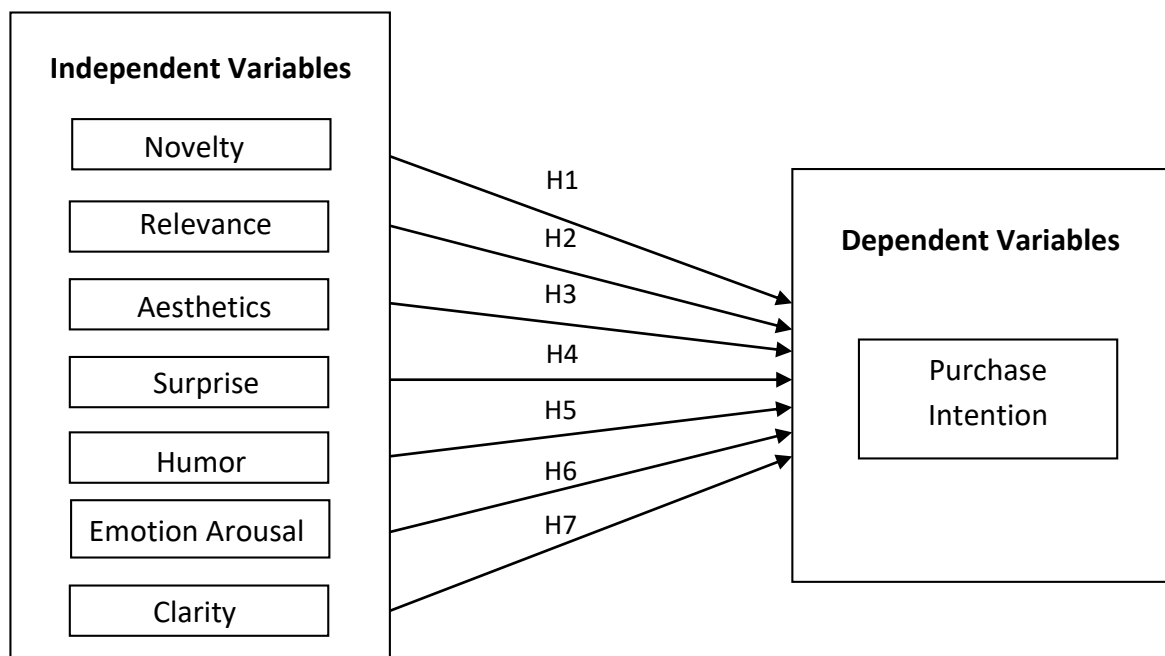 Independent Variables
Novelty
Relevance
Aesthetics
Surprise
Humor
Emotion Arousal
Clarity
H1
H2
H3
H4
H5
H6
H7
Dependent Variables
Purchase
Intention